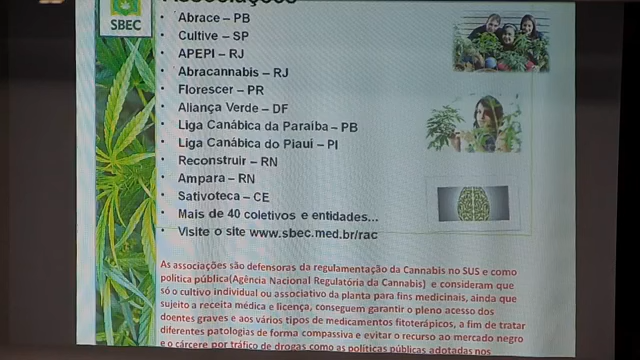 SBEC
Associações
• Abrace – PB
• Cultive – SP
• APEPI – RJ
• Abracannabis – RJ
• Florescer – PR
• Aliança Verde – DF
• Liga Canábica da Paraíba – PB
• Liga Canábica do Piaui – PI
• Reconstruir – RN
• Ampara – RN
• Sativoteca – CE
• Mais de 40 coletivos e entidades...
• Visite o site www.sbec.med.br/rac
As associações são defensoras da regulamentação da Cannabis no SUS e como
politica pública(Agência Nacional Regulatória da Cannabis) e consideram que
só o cultivo individual ou associativo da planta para fins medicinais, ainda que
sujeito a receita médica e licença, conseguem garantir o pleno acesso dos
doentes graves e aos vários tipos de medicamentos fitoterápicos, a fim de tratar
diferentes patologias de forma compassiva e evitar o recurso ao mercado negro
e o cárcere por tráfico de drogas como as politicas públicas adotadas nos